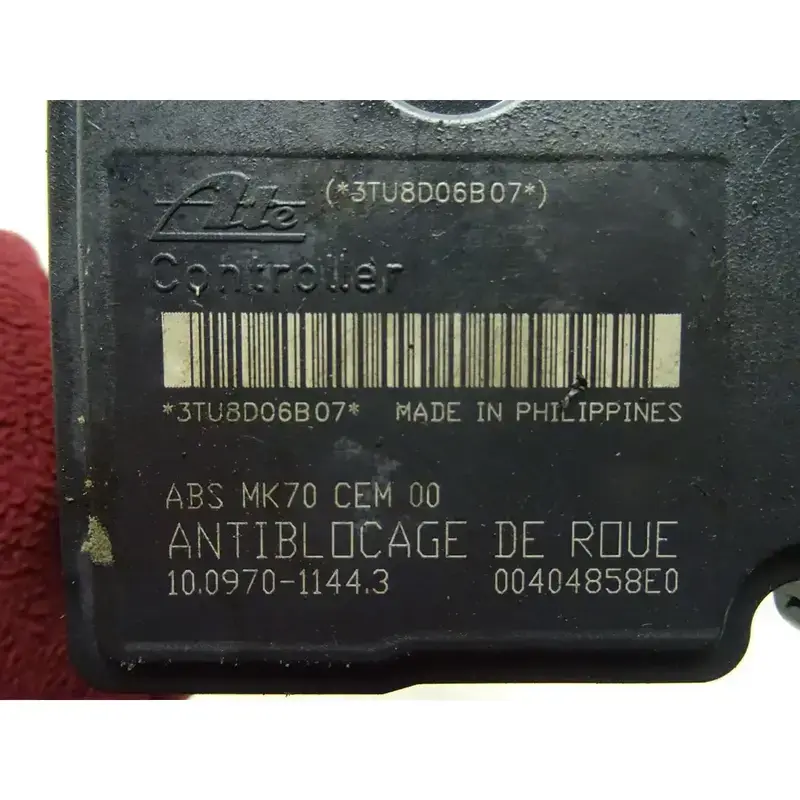 Ate (*3TU8D06B07*)
Controller
*3TU8D06B07* MADE IN PHILIPPINES
ABS MK70 CEM 00
ANTIBLOCAGE DE ROUE
10.0970-1144.3 00404858E0